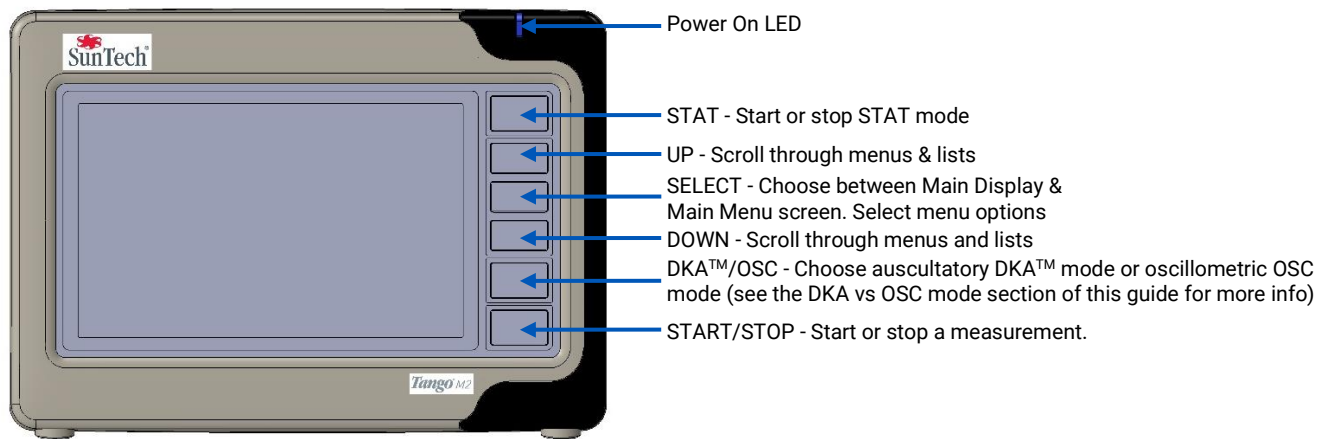 Power On LED
SunTech®
STAT - Start or stop STAT mode
UP - Scroll through menus & lists
SELECT - Choose between Main Display &
Main Menu screen. Select menu options
DOWN - Scroll through menus and lists
DKA™/OSC - Choose auscultatory DKA™ mode or oscillometric OSC
mode (see the DKA vs OSC mode section of this guide for more info)
START/STOP - Start or stop a measurement.
Tango M2